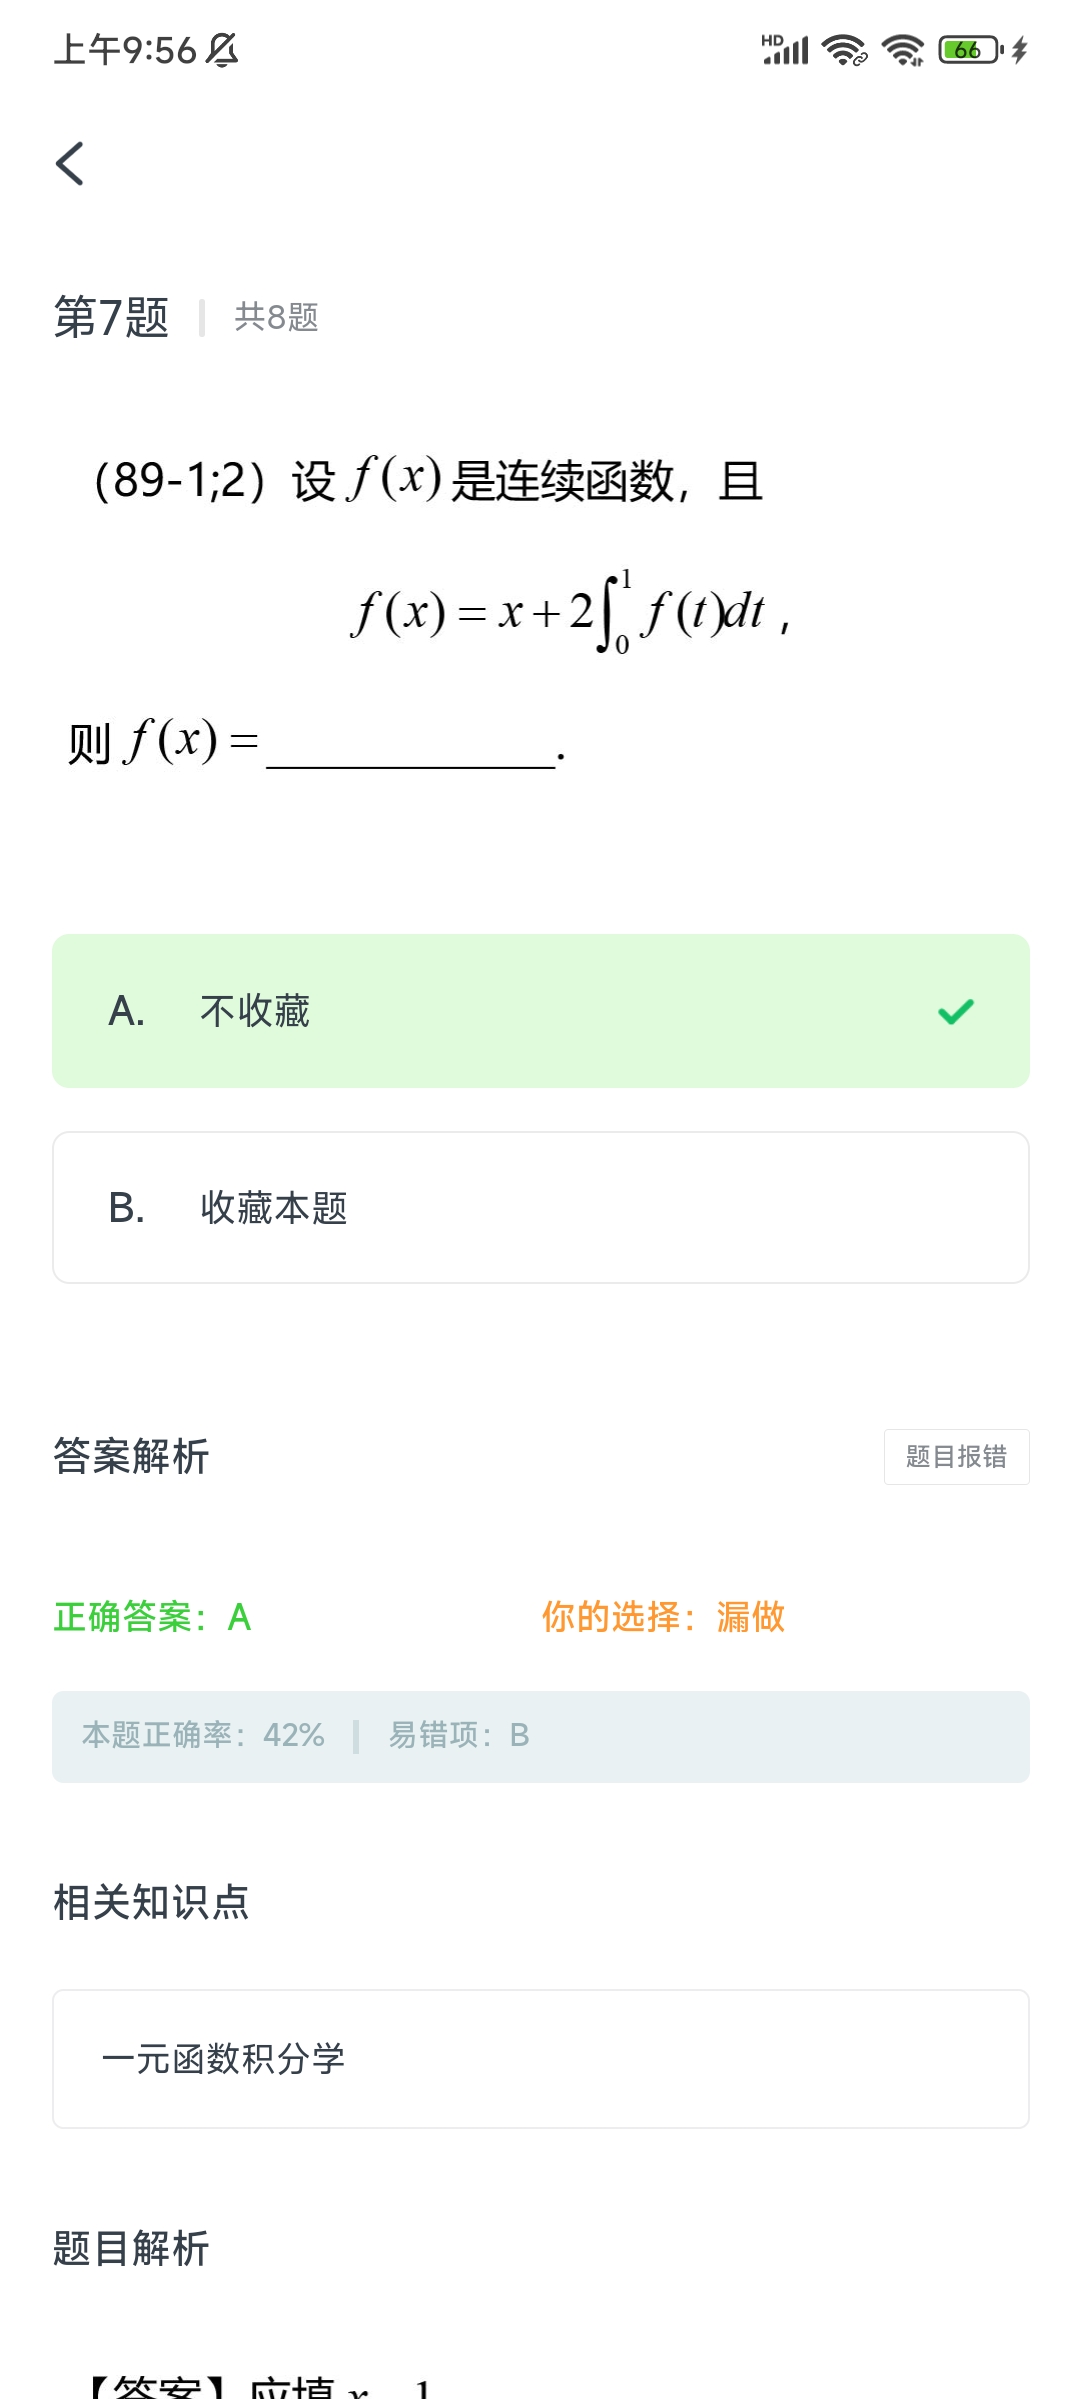 上午9:56 HD 66
第7题 共8题
（89-1;2）设 f(x) 是连续函数，且
f(x) = x + 2∫₀¹ f(t)dt ,
则 f(x) = ____________.
A. 不收藏
B. 收藏本题
答案解析 题目报错
正确答案：A 你的选择：漏做
本题正确率：42% 易错项：B
相关知识点
一元函数积分学
题目解析
【答案】应填 x − 1